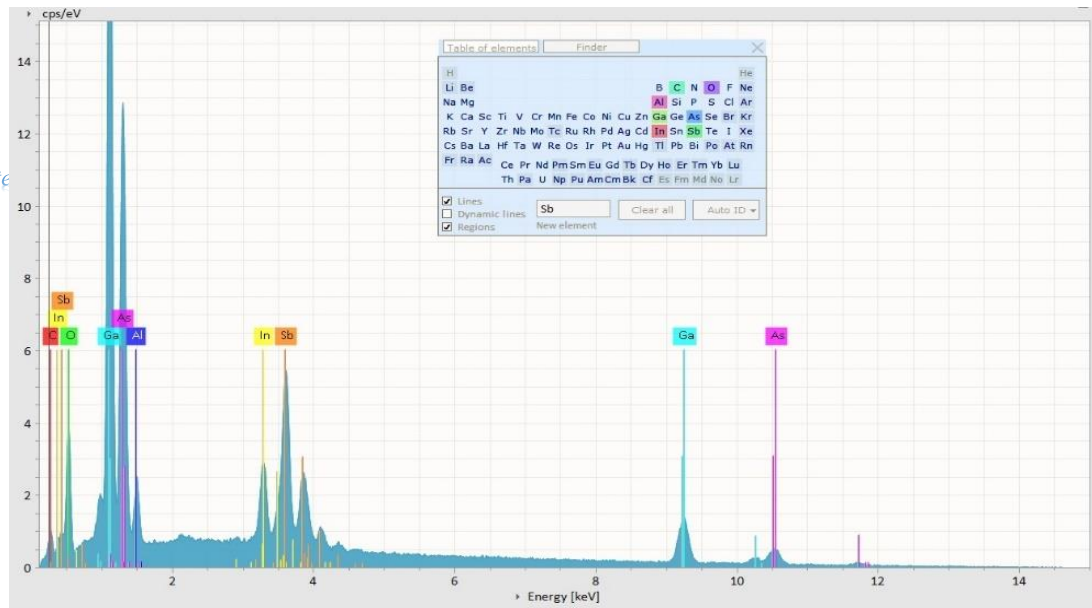 cps/eV
Table of elements Finder
H He
Li Be B C N O F Ne
Na Mg Al Si P S Cl Ar
K Ca Sc Ti V Cr Mn Fe Co Ni Cu Zn Ga Ge As Se Br Kr
Rb Sr Y Zr Nb Mo Tc Ru Rh Pd Ag Cd In Sn Sb Te I Xe
Cs Ba La Hf Ta W Re Os Ir Pt Au Hg Tl Pb Bi Po At Rn
Fr Ra Ac Ce Pr Nd Pm Sm Eu Gd Tb Dy Ho Er Tm Yb Lu
Th Pa U Np Pu Am Cm Bk Cf Es Fm Md No Lr
Lines
Dynamic lines
Regions
Sb
New element
Clear all
Auto ID
14
12
10
8
6
4
2
0
Sb
In As
C O Ga Al In Sb Ga As
2 4 6 8 10 12 14
Energy [keV]